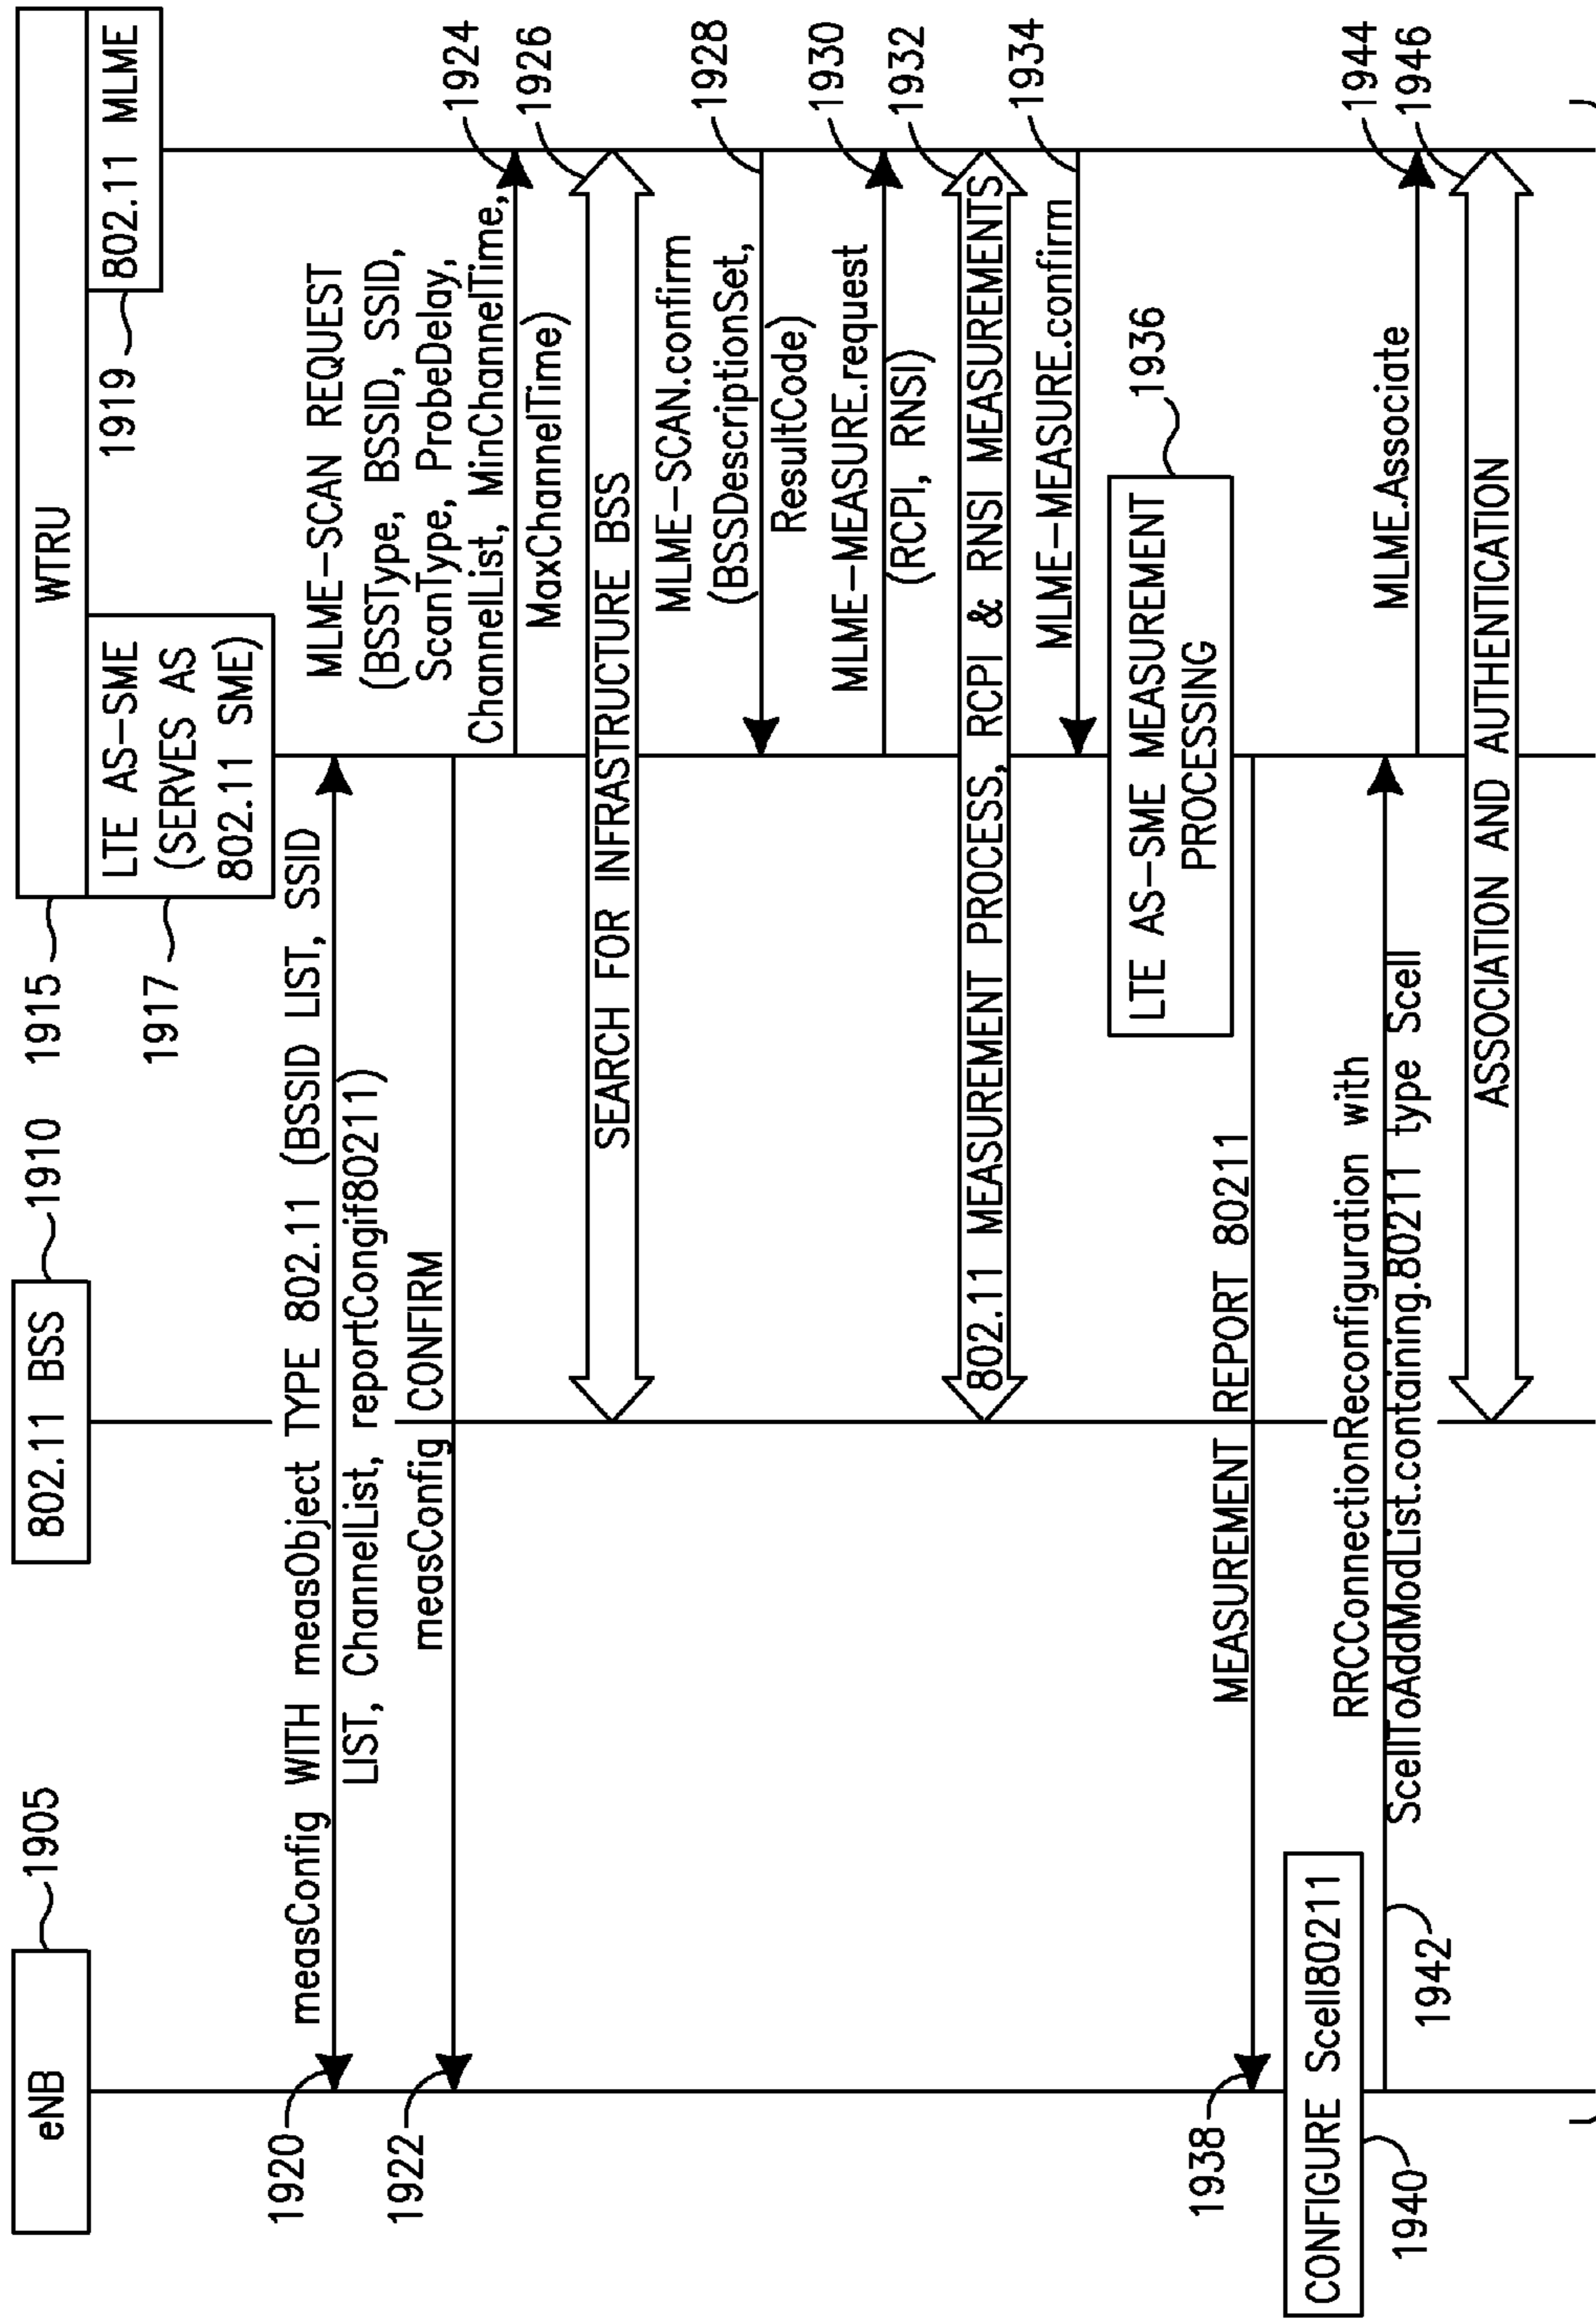 eNB
1905
802.11 BSS
1910
1915
WTRU
1917
LTE AS-SME
(SERVES AS
802.11 SME)
1919
802.11 MLME
1920
measConfig WITH measObject TYPE 802.11 (BSSID LIST, SSID
LIST, ChannelList, reportCongif80211)
1922
measConfig CONFIRM
MLME-SCAN REQUEST
(BSSType, BSSID, SSID,
ScanType, ProbeDelay,
ChannelList, MinChannelTime,
MaxChannelTime)
1924
SEARCH FOR INFRASTRUCTURE BSS
1926
MLME-SCAN.confirm
(BSSDescriptionSet,
ResultCode)
1928
MLME-MEASURE.request
(RCPI, RNSI)
1930
802.11 MEASUREMENT PROCESS, RCPI & RNSI MEASUREMENTS
1932
MLME-MEASURE.confirm
1934
LTE AS-SME MEASUREMENT
PROCESSING
1936
1938
MEASUREMENT REPORT 80211
CONFIGURE Scell80211
1940
RRCConnectionReconfiguration with
ScellToAddModList.containing.80211 type Scell
1942
MLME.Associate
1944
ASSOCIATION AND AUTHENTICATION
1946